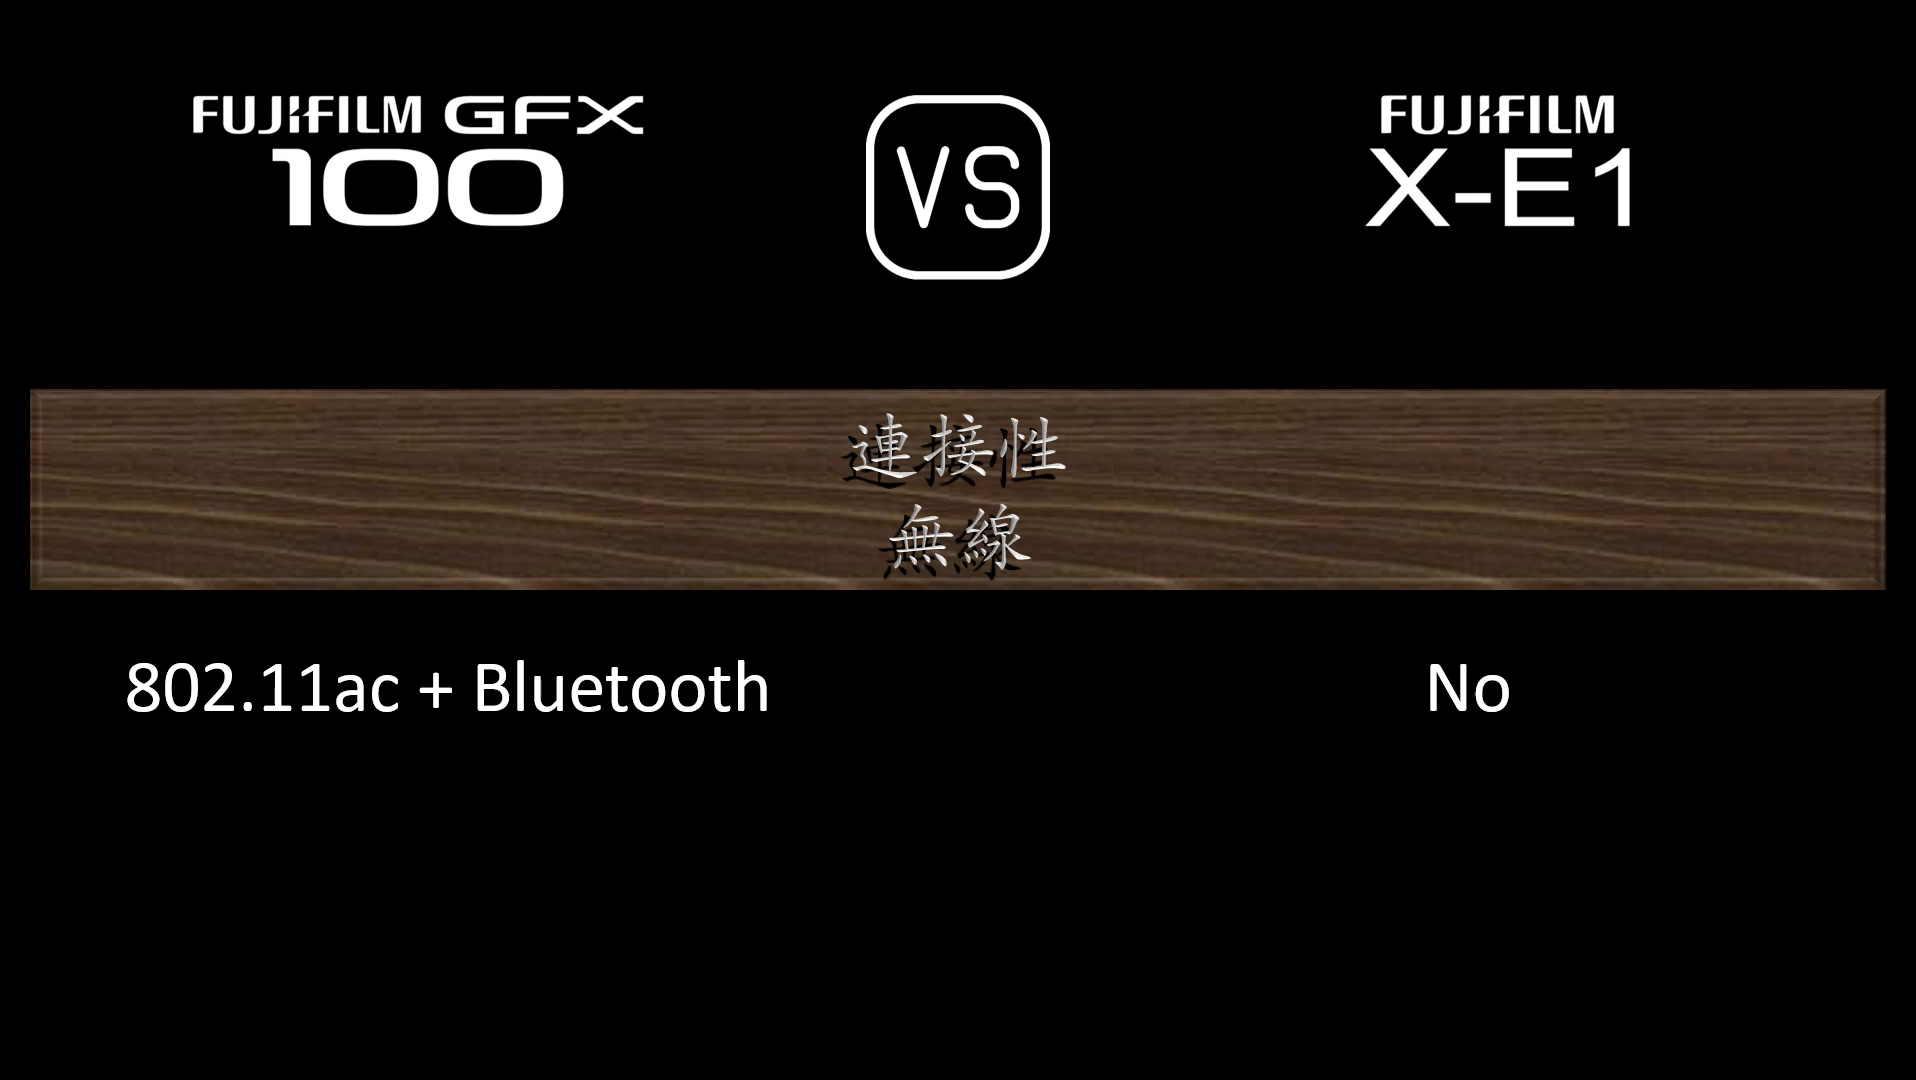 FUJIFILM GFX
100
VS
FUJIFILM
X-E1
連接性
無線
802.11ac + Bluetooth
No